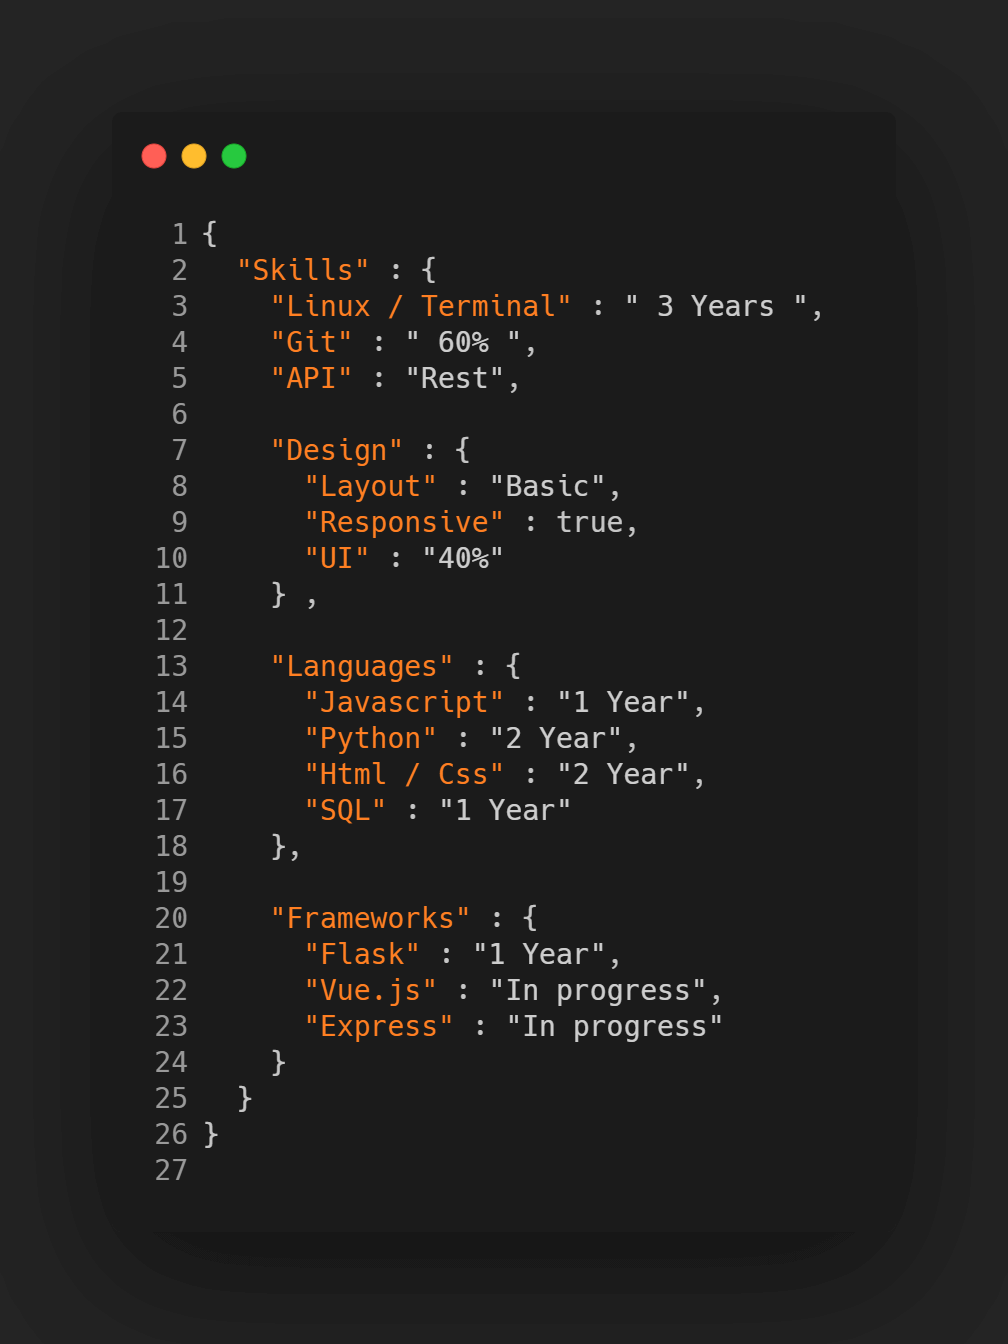 1 {
2   "Skills" : {
3     "Linux / Terminal" : " 3 Years ",
4     "Git" : " 60% ",
5     "API" : "Rest",
6
7     "Design" : {
8       "Layout" : "Basic",
9       "Responsive" : true,
10       "UI" : "40%"
11     } ,
12
13     "Languages" : {
14       "Javascript" : "1 Year",
15       "Python" : "2 Year",
16       "Html / Css" : "2 Year",
17       "SQL" : "1 Year"
18     },
19
20     "Frameworks" : {
21       "Flask" : "1 Year",
22       "Vue.js" : "In progress",
23       "Express" : "In progress"
24     }
25   }
26 }
27